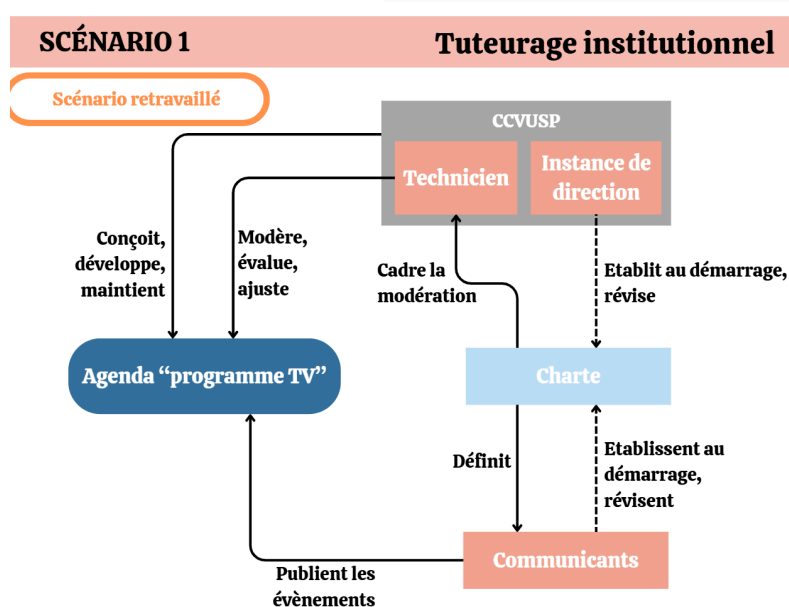 SCÉNARIO 1
Tuteurage institutionnel
Scénario retravaillé
CCVUSP
Technicien
Instance de
direction
Conçoit,
développe,
maintient
Modère,
évalue,
ajuste
Cadre la
modération
Etablit au démarrage,
révise
Agenda “programme TV”
Charte
Définit
Etablissent au
démarrage,
révisent
Communicants
Publient les
évènements